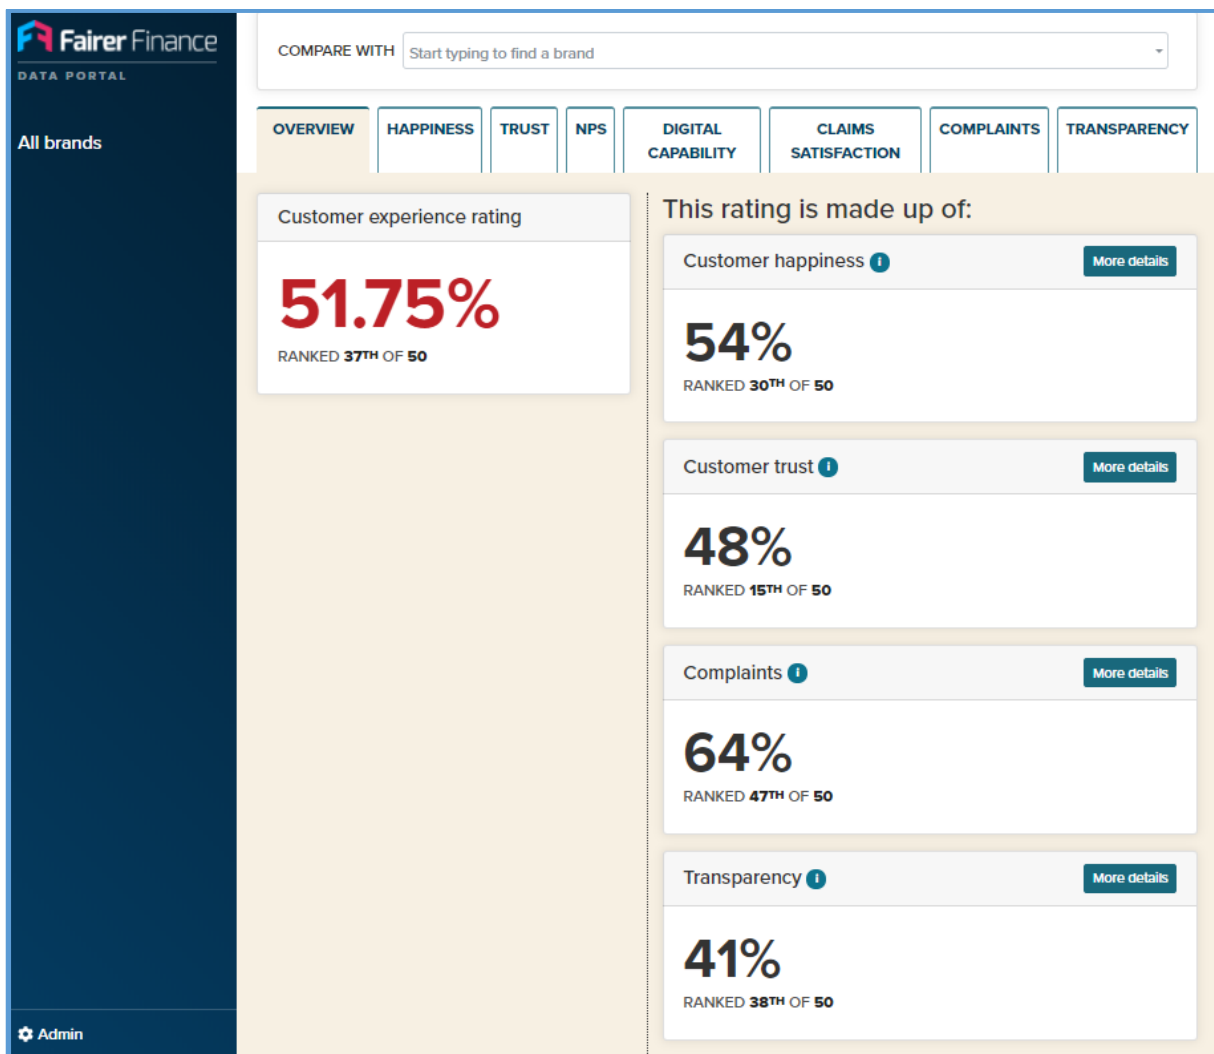 Fairer Finance
DATA PORTAL
All brands
Admin
COMPARE WITH Start typing to find a brand
OVERVIEW
HAPPINESS
TRUST
NPS
DIGITAL
CAPABILITY
CLAIMS
SATISFACTION
COMPLAINTS
TRANSPARENCY
Customer experience rating
51.75%
RANKED 37TH OF 50
This rating is made up of:
Customer happiness
More details
54%
RANKED 30TH OF 50
Customer trust
More details
48%
RANKED 15TH OF 50
Complaints
More details
64%
RANKED 47TH OF 50
Transparency
More details
41%
RANKED 38TH OF 50